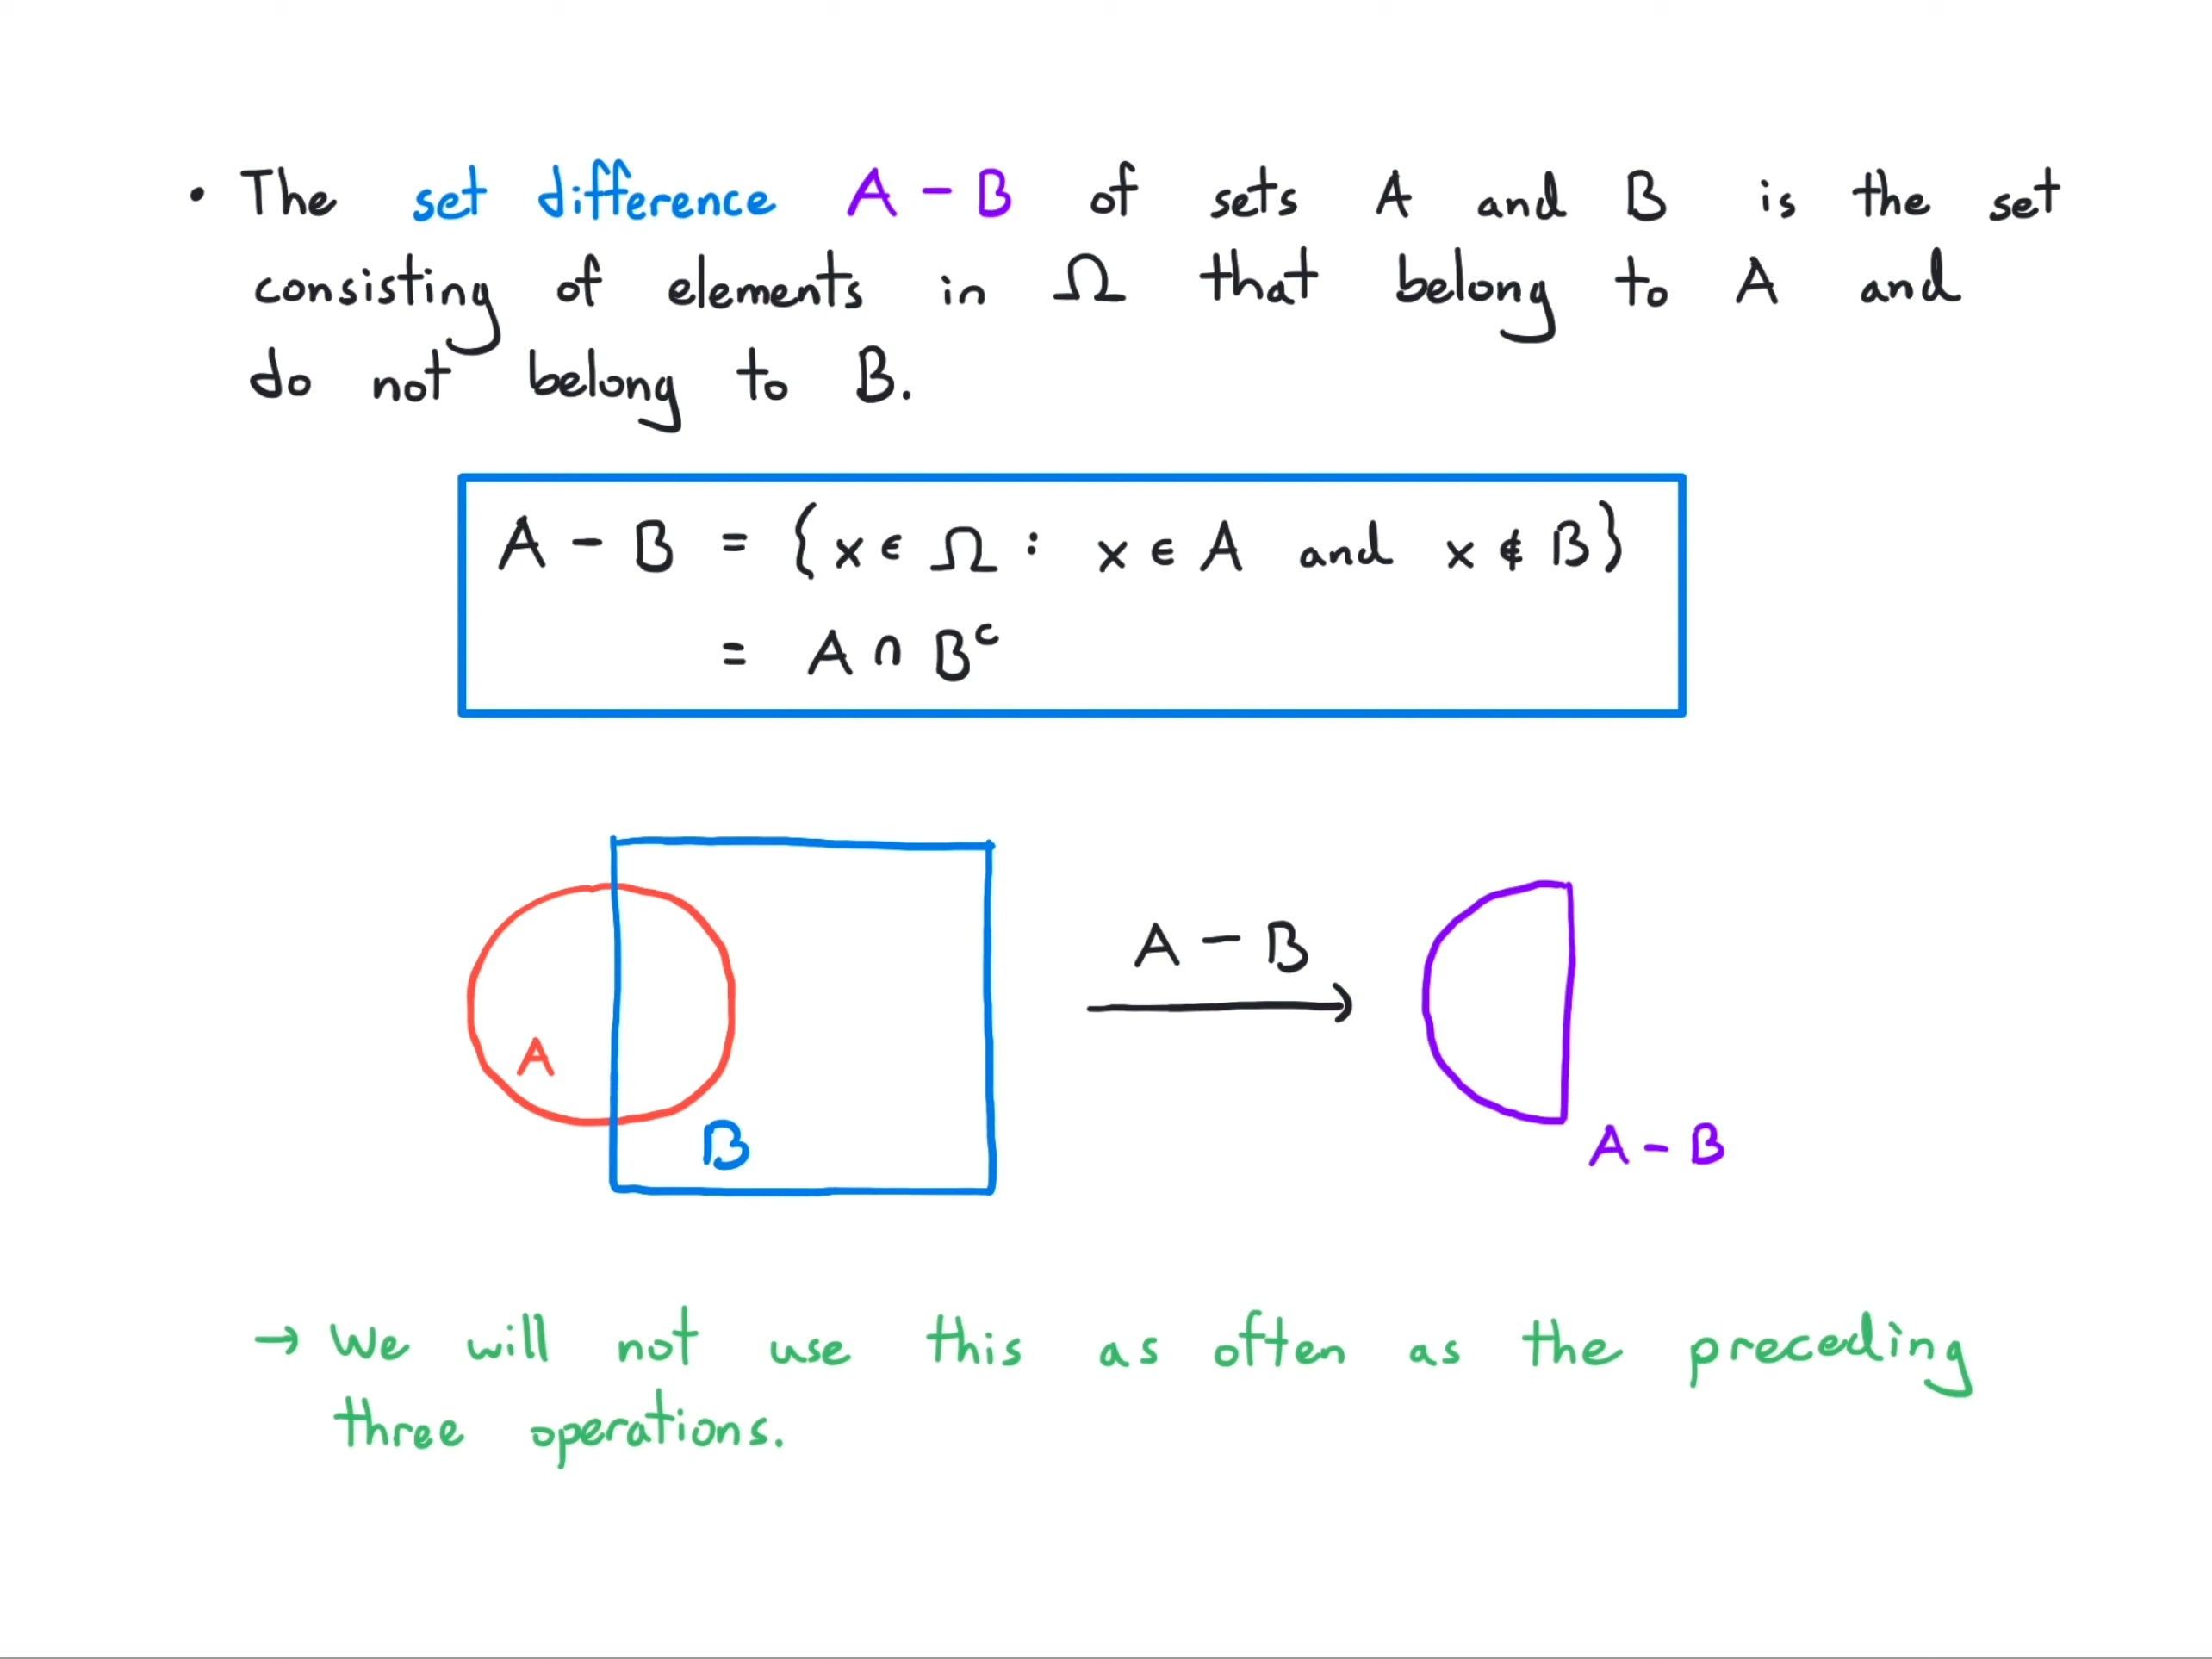 • The set difference A - B of sets A and B is the set
consisting of elements in Ω that belong to A and
do not belong to B.
A - B = {x ∈ Ω : x ∈ A and x ∉ B}
= A ∩ Bᶜ
A
B
A - B
A - B
→ We will not use this as often as the preceding
three operations.